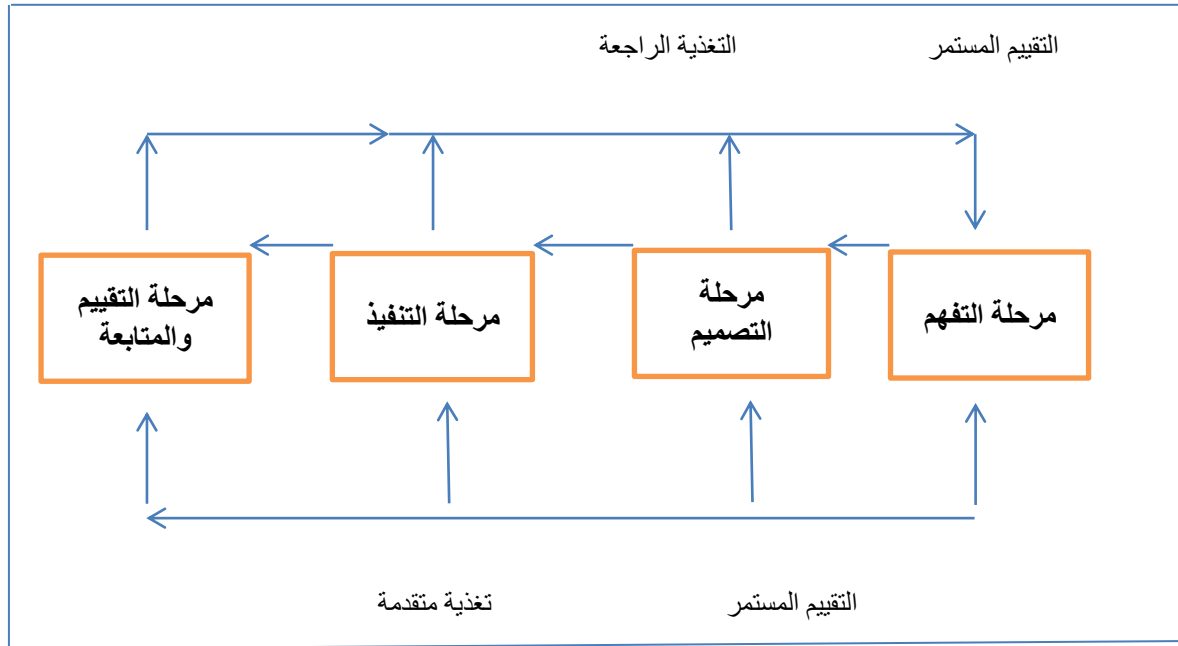 التقييم المستمر
التغذية الراجعة
مرحلة التفهم
مرحلة
التصميم
مرحلة التنفيذ
مرحلة التقييم
والمتابعة
التقييم المستمر
تغذية متقدمة